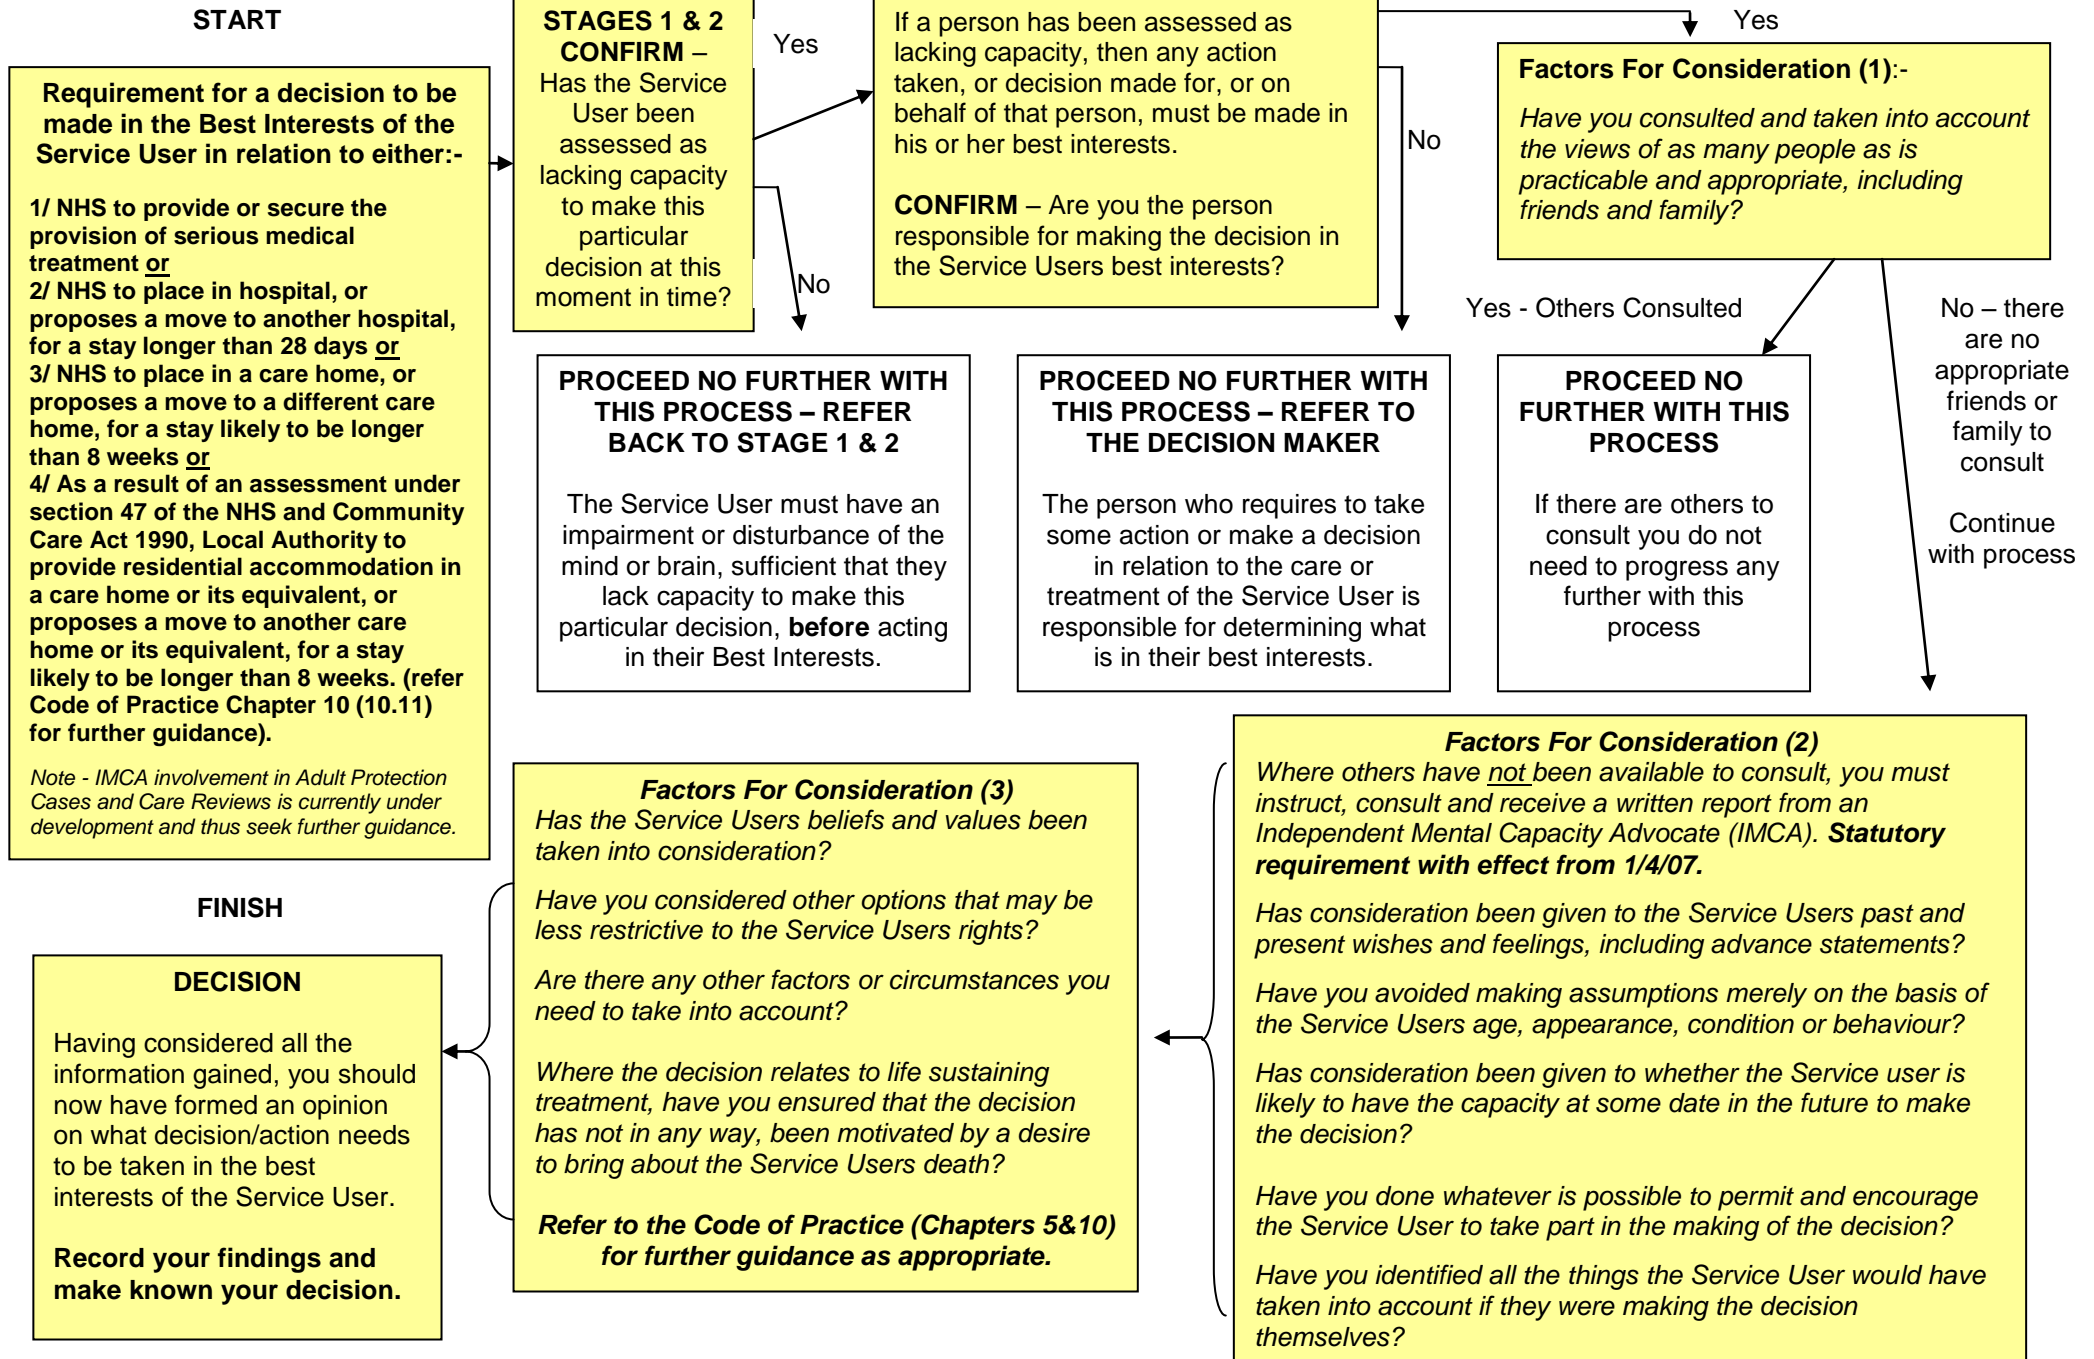 START
Requirement for a decision to be
made in the Best Interests of the
Service User in relation to either:-
1/ NHS to provide or secure the
provision of serious medical
treatment or
2/ NHS to place in hospital, or
proposes a move to another hospital,
for a stay longer than 28 days or
3/ NHS to place in a care home, or
proposes a move to a different care
home, for a stay likely to be longer
than 8 weeks or
4/ As a result of an assessment under
section 47 of the NHS and Community
Care Act 1990, Local Authority to
provide residential accommodation in
a care home or its equivalent, or
proposes a move to another care
home or its equivalent, for a stay
likely to be longer than 8 weeks. (refer
Code of Practice Chapter 10 (10.11)
for further guidance).
Note - IMCA involvement in Adult Protection
Cases and Care Reviews is currently under
development and thus seek further guidance.
STAGES 1 & 2
CONFIRM –
Has the Service
User been
assessed as
lacking capacity
to make this
particular
decision at this
moment in time?
Yes
No
If a person has been assessed as
lacking capacity, then any action
taken, or decision made for, or on
behalf of that person, must be made in
his or her best interests.
CONFIRM – Are you the person
responsible for making the decision in
the Service Users best interests?
Yes
No
Factors For Consideration (1):-
Have you consulted and taken into account
the views of as many people as is
practicable and appropriate, including
friends and family?
Yes - Others Consulted
No – there
are no
appropriate
friends or
family to
consult
Continue
with process
PROCEED NO FURTHER WITH
THIS PROCESS – REFER
BACK TO STAGE 1 & 2
The Service User must have an
impairment or disturbance of the
mind or brain, sufficient that they
lack capacity to make this
particular decision, before acting
in their Best Interests.
PROCEED NO FURTHER WITH
THIS PROCESS – REFER TO
THE DECISION MAKER
The person who requires to take
some action or make a decision
in relation to the care or
treatment of the Service User is
responsible for determining what
is in their best interests.
PROCEED NO
FURTHER WITH THIS
PROCESS
If there are others to
consult you do not
need to progress any
further with this
process
Factors For Consideration (2)
Where others have not been available to consult, you must
instruct, consult and receive a written report from an
Independent Mental Capacity Advocate (IMCA). Statutory
requirement with effect from 1/4/07.
Has consideration been given to the Service Users past and
present wishes and feelings, including advance statements?
Have you avoided making assumptions merely on the basis of
the Service Users age, appearance, condition or behaviour?
Has consideration been given to whether the Service user is
likely to have the capacity at some date in the future to make
the decision?
Have you done whatever is possible to permit and encourage
the Service User to take part in the making of the decision?
Have you identified all the things the Service User would have
taken into account if they were making the decision
themselves?
Factors For Consideration (3)
Has the Service Users beliefs and values been
taken into consideration?
Have you considered other options that may be
less restrictive to the Service Users rights?
Are there any other factors or circumstances you
need to take into account?
Where the decision relates to life sustaining
treatment, have you ensured that the decision
has not in any way, been motivated by a desire
to bring about the Service Users death?
Refer to the Code of Practice (Chapters 5&10)
for further guidance as appropriate.
FINISH
DECISION
Having considered all the
information gained, you should
now have formed an opinion
on what decision/action needs
to be taken in the best
interests of the Service User.
Record your findings and
make known your decision.